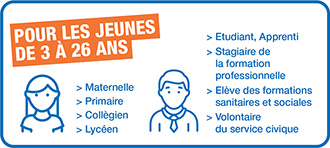 POUR LES JEUNES
DE 3 À 26 ANS
> Maternelle
> Primaire
> Collègien
> Lycéen
> Etudiant, Apprenti
> Stagiaire de
la formation
professionnelle
> Elève des formations
sanitaires et sociales
> Volontaire
du service civique